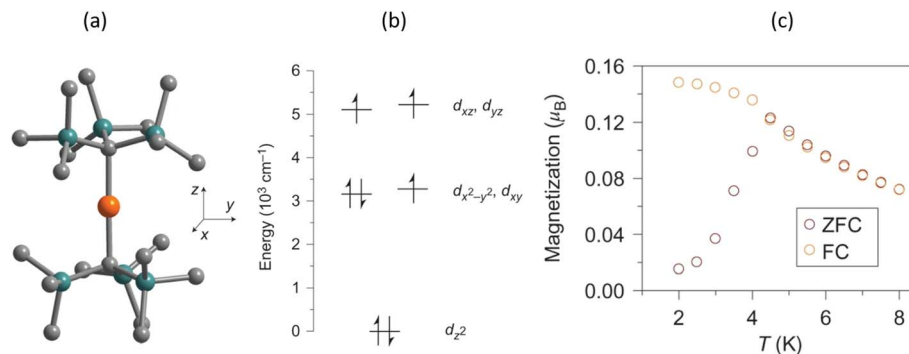 (a)
(b)
(c)
z
y
x
Energy (10³ cm⁻¹)
6
5
4
3
2
1
0
dxz, dyz
dx²–y², dxy
dz²
Magnetization (μB)
0.16
0.12
0.08
0.04
0.00
ZFC
FC
2 4 6 8
T (K)